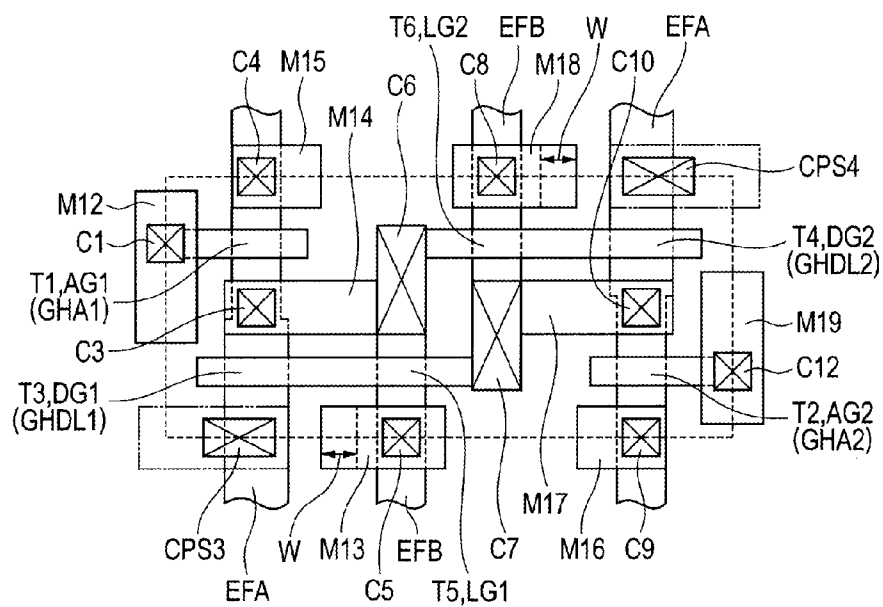 T6,LG2 EFB W EFA
C4 M15 C8 M18 C10
C6
M14
CPS4
M12
C1
T4,DG2
(GHDL2)
T1,AG1
(GHA1)
M19
C3
C12
T3,DG1
(GHDL1)
T2,AG2
(GHA2)
M17
CPS3 W M13 EFB C7 M16 C9
EFA C5 T5,LG1